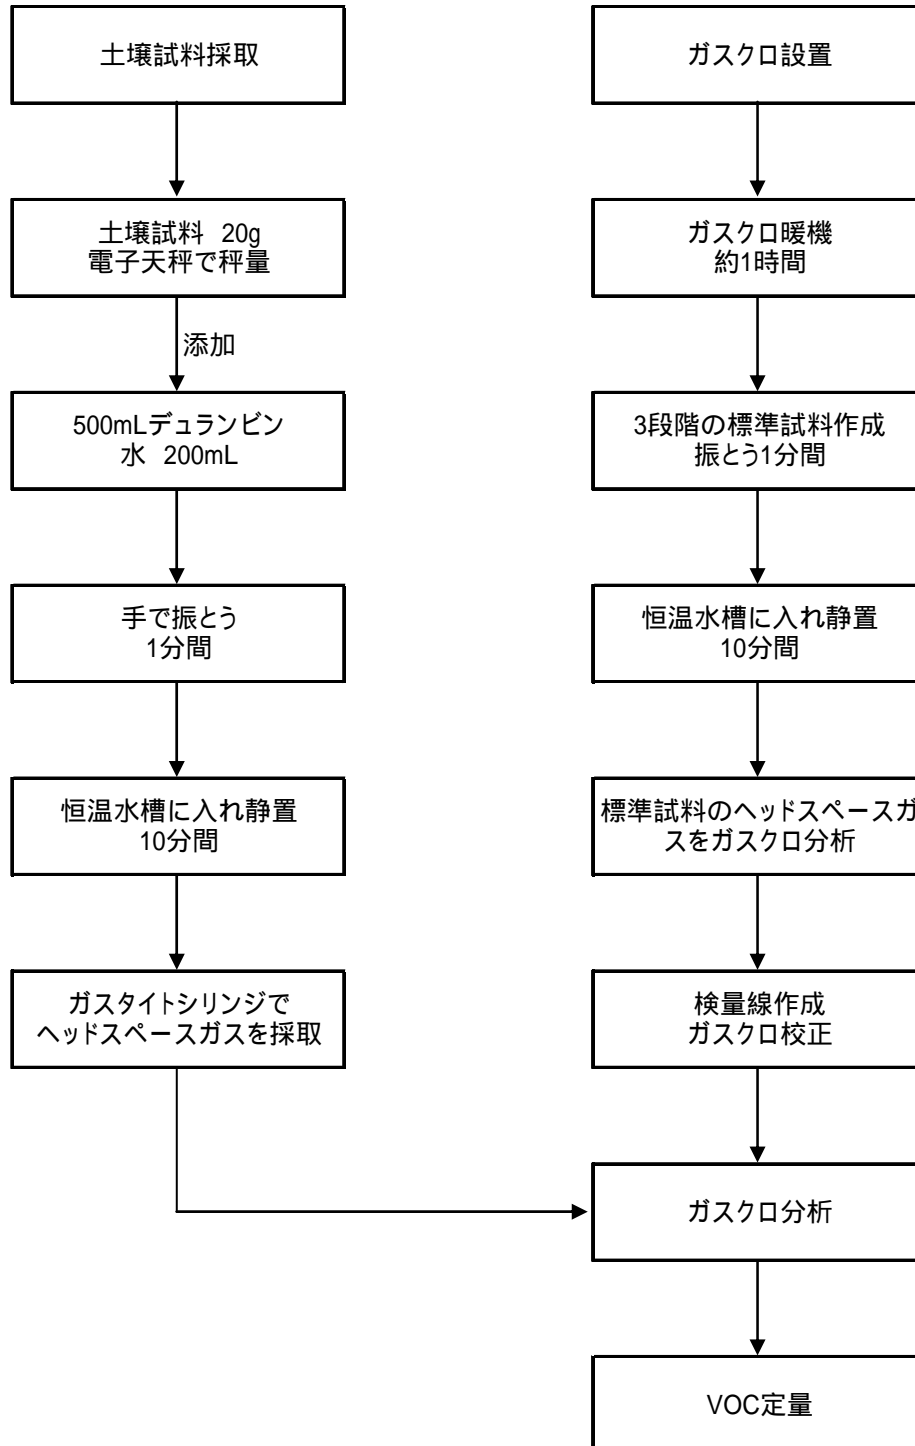 土壌試料採取
土壌試料 20g
電子天秤で秤量
添加
500mLデュランビン
水 200mL
手で振とう
1分間
恒温水槽に入れ静置
10分間
ガスタイトシリンジで
ヘッドスペースガスを採取
ガスクロ設置
ガスクロ暖機
約1時間
3段階の標準試料作成
振とう1分間
恒温水槽に入れ静置
10分間
標準試料のヘッドスペースガ
スをガスクロ分析
検量線作成
ガスクロ校正
ガスクロ分析
VOC定量